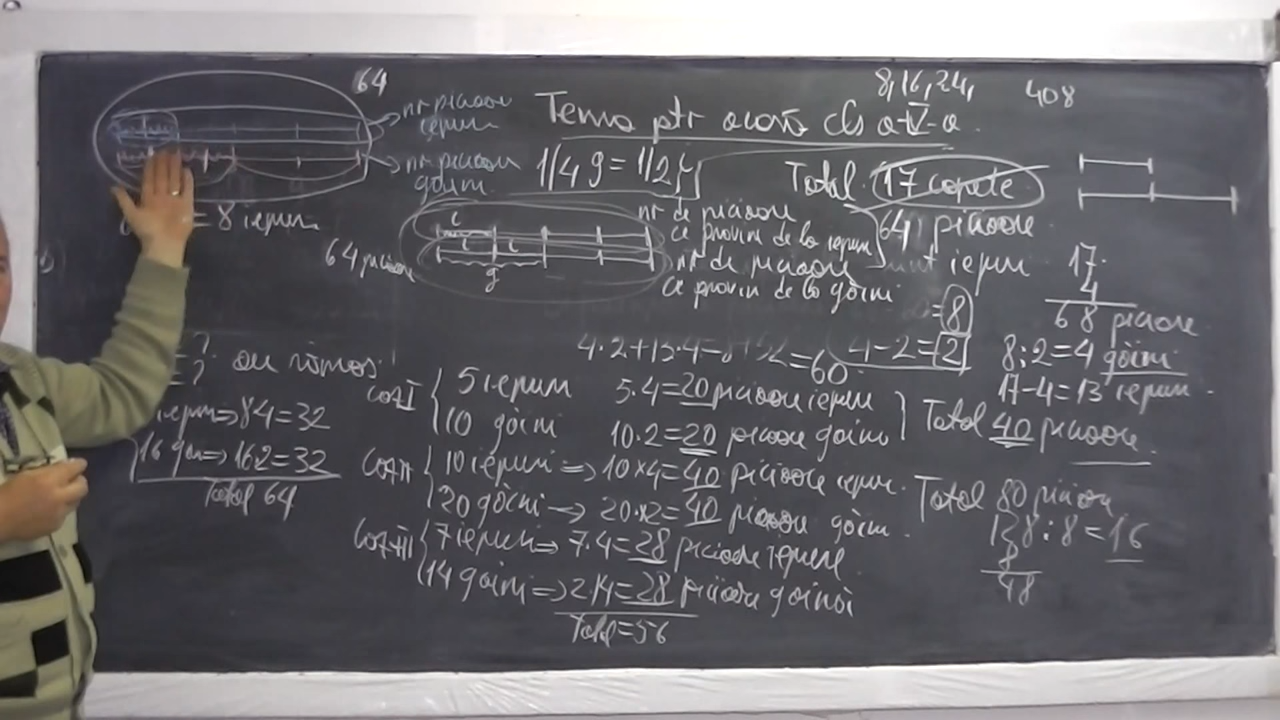 64
8,16,24,
408
nr picioare
iepuri
nr picioare
găini
Tema ptr acasă cls a-V-a
1/4 g = 1/2 i
Total 17 capete
64 picioare
= 8 iepuri
i
i i
g
64 picioare
nr de picioare
ce provin de la iepuri
nr de picioare
ce provin de la găini
iepuri
= 8
17.
4
68 picioare
4.2+13.4=8+52=60
4-2=2
8:2=4 găini
17-4=13 iepuri
= ?
= ? au rămas
iepuri => 8 4=32
16 găini => 16 2=32
Total 64
Caz I
5 iepuri 5.4=20 picioare iepuri
10 găini 10.2=20 picioare găini
Total 40 picioare
Caz II
10 iepuri => 10×4=40 picioare iepuri
20 găini -> 20×2=40 picioare găini
Total 80 picioare
Caz III
7 iepuri => 7.4=28 picioare iepure
14 găini => 2.14=28 picioare găină
Total=56
128:8=16
8
48